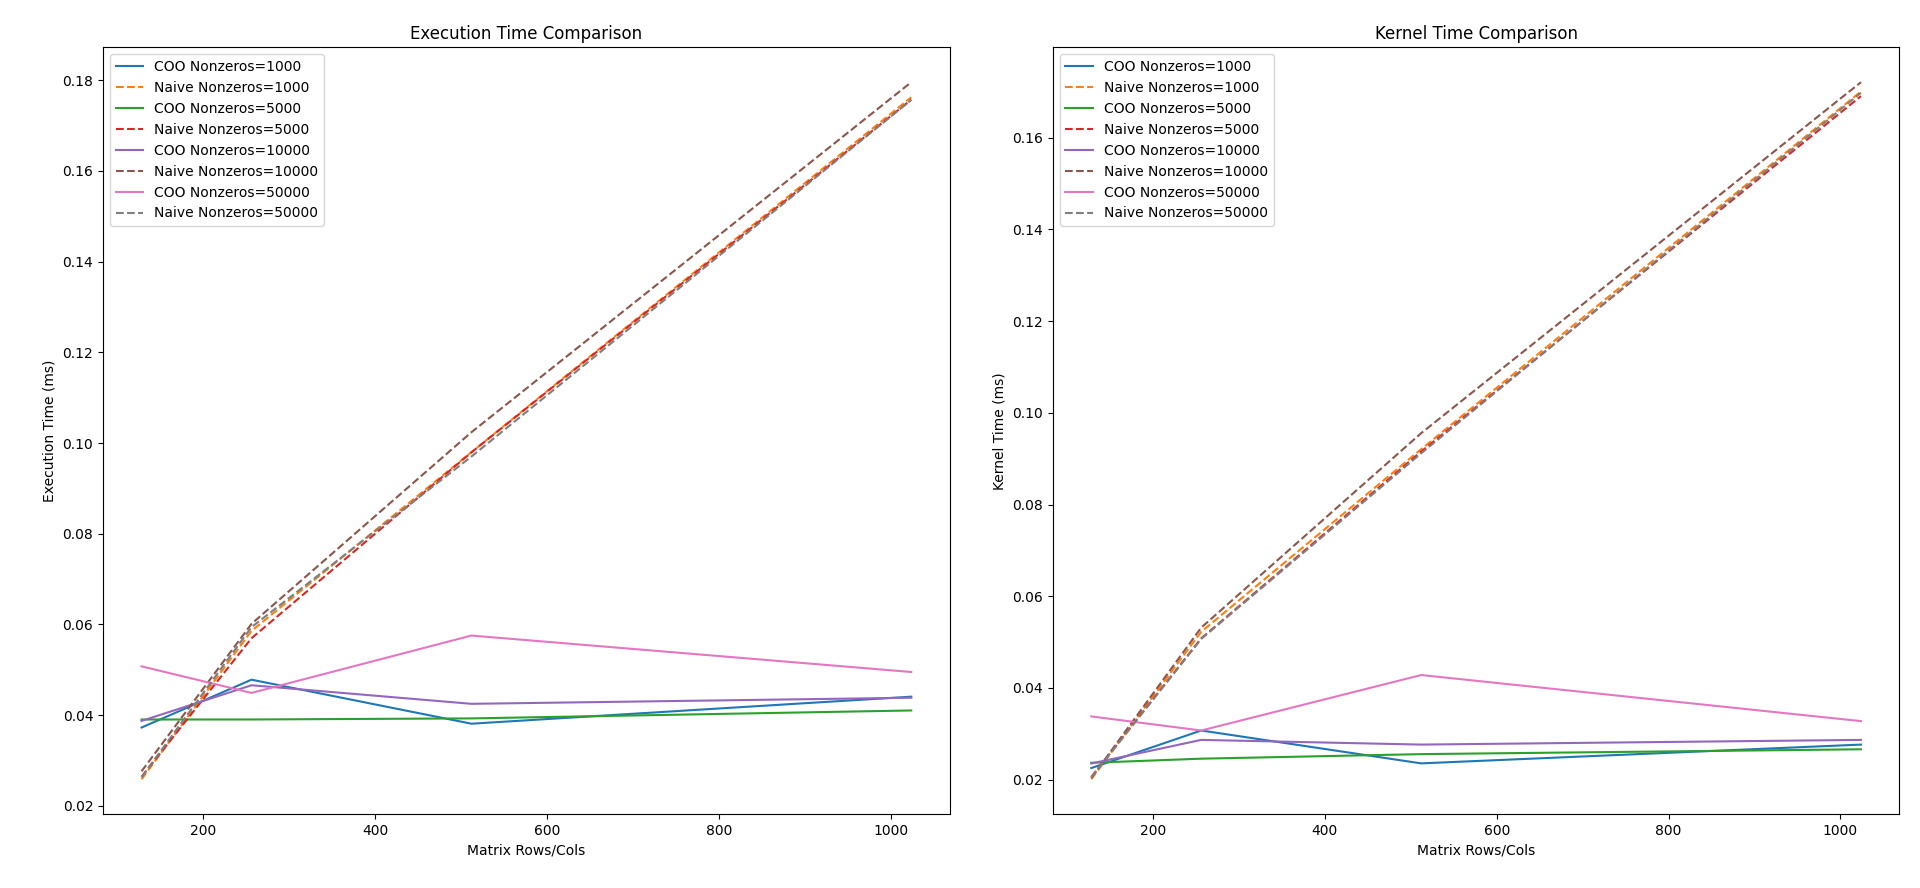 Execution Time Comparison
COO Nonzeros=1000
Naive Nonzeros=1000
COO Nonzeros=5000
Naive Nonzeros=5000
COO Nonzeros=10000
Naive Nonzeros=10000
COO Nonzeros=50000
Naive Nonzeros=50000
0.18
0.16
0.14
0.12
0.10
0.08
0.06
0.04
0.02
Execution Time (ms)
200 400 600 800 1000
Matrix Rows/Cols
Kernel Time Comparison
COO Nonzeros=1000
Naive Nonzeros=1000
COO Nonzeros=5000
Naive Nonzeros=5000
COO Nonzeros=10000
Naive Nonzeros=10000
COO Nonzeros=50000
Naive Nonzeros=50000
0.16
0.14
0.12
0.10
0.08
0.06
0.04
0.02
Kernel Time (ms)
200 400 600 800 1000
Matrix Rows/Cols